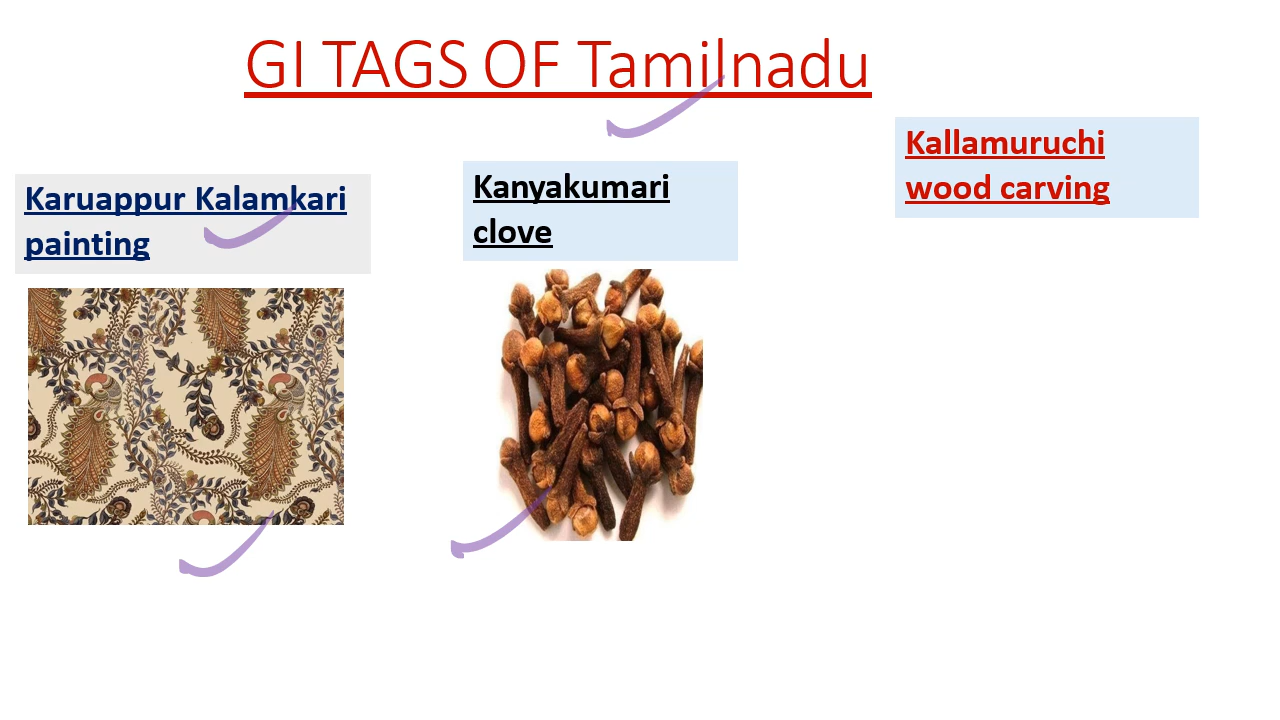 GI TAGS OF Tamilnadu
Karuappur Kalamkari
painting
Kanyakumari
clove
Kallamuruchi
wood carving